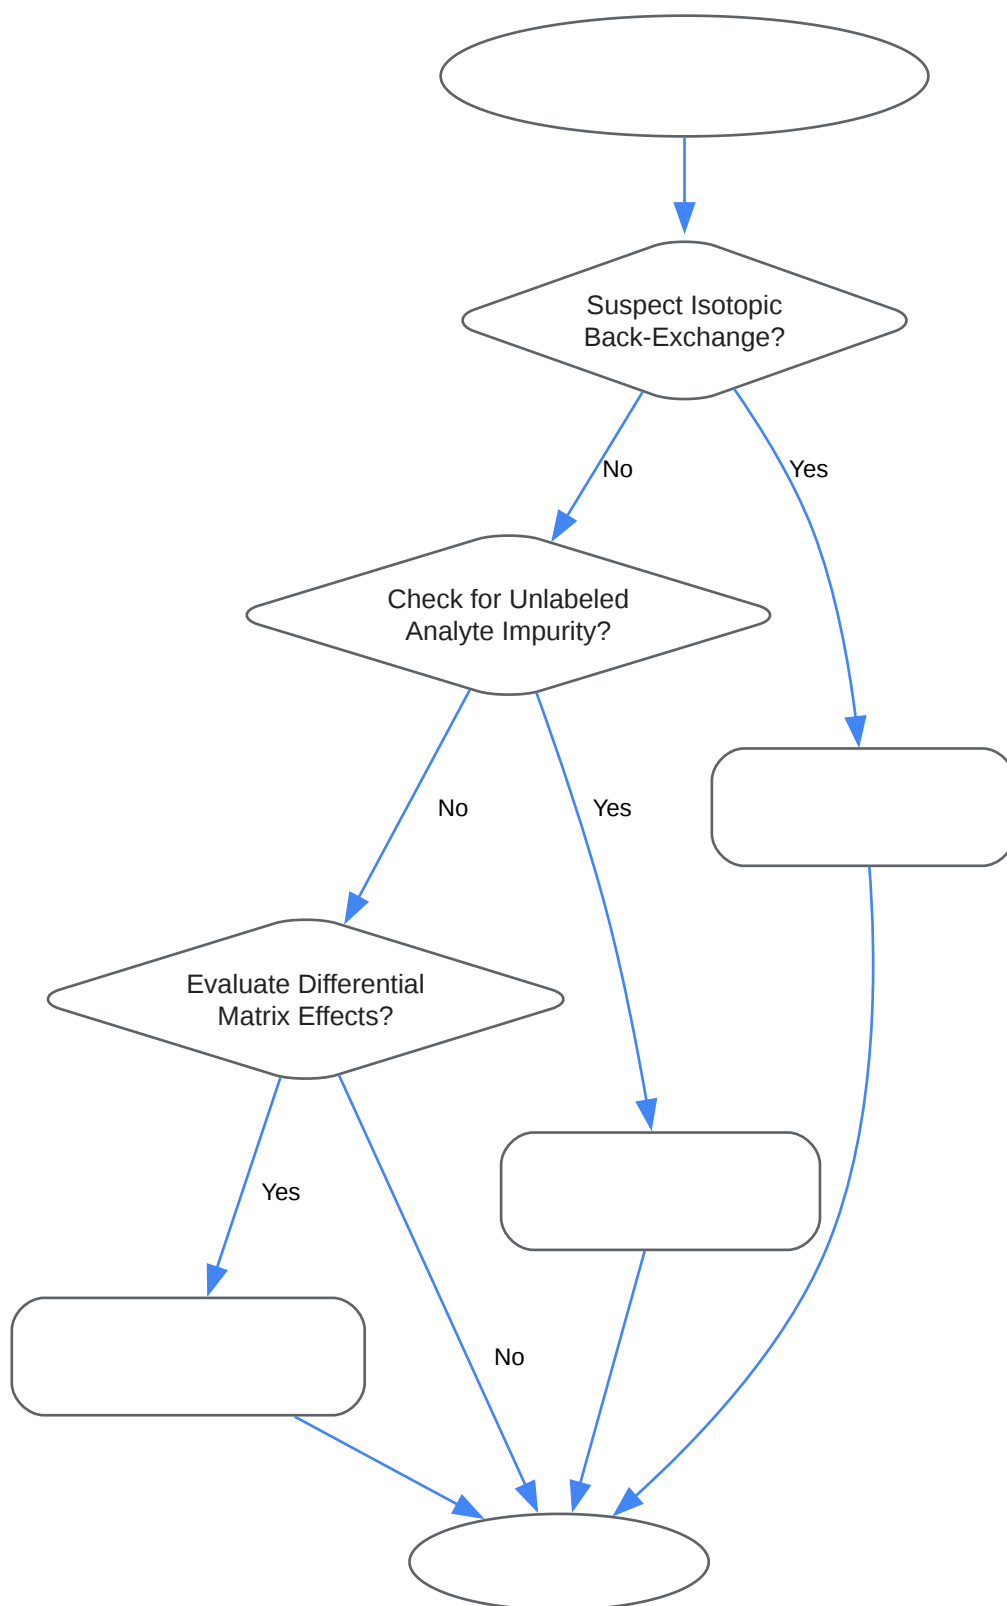 Suspect Isotopic
Back-Exchange?
No
Yes
Check for Unlabeled
Analyte Impurity?
No
Yes
Evaluate Differential
Matrix Effects?
Yes
No